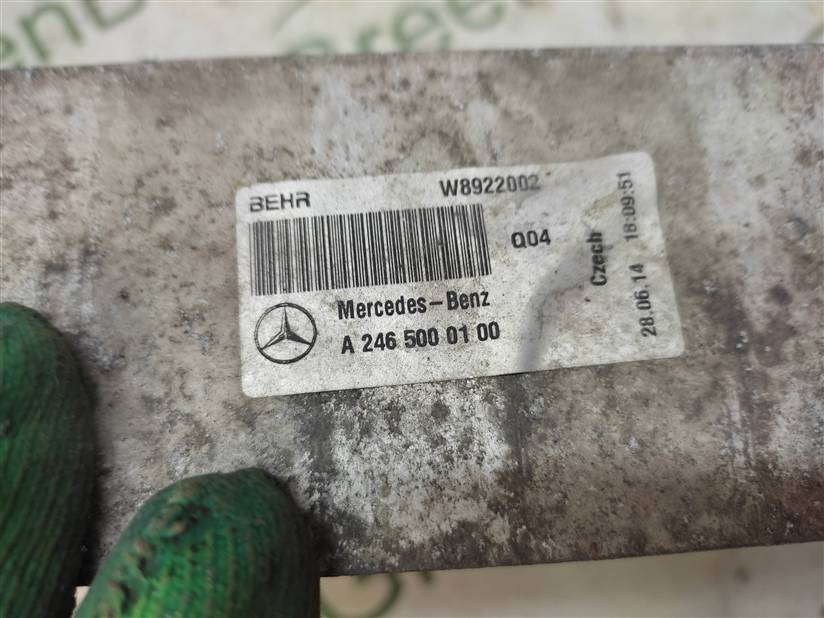 BEHR W8922002
Q04
Mercedes-Benz
A 246 500 01 00
Czech
28.06.14 18:09:51